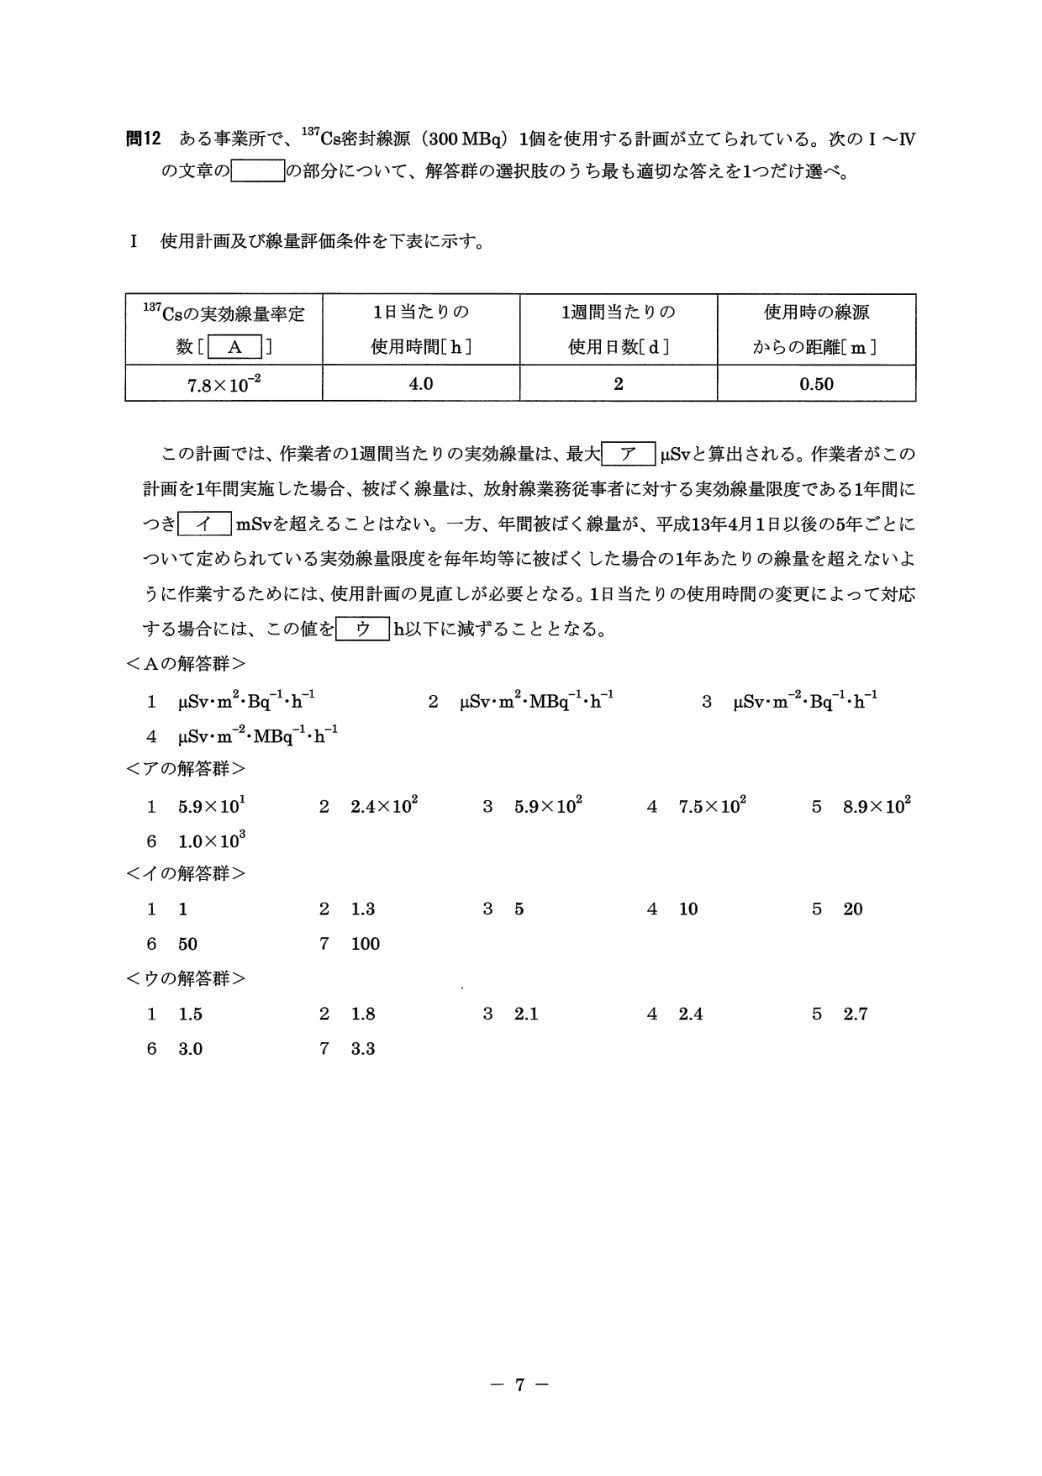 問12 ある事業所で、¹³⁷Cs密封線源（300 MBq）1個を使用する計画が立てられている。次のⅠ～Ⅳ
の文章の　　の部分について、解答群の選択肢のうち最も適切な答えを1つだけ選べ。
Ⅰ 使用計画及び線量評価条件を下表に示す。
¹³⁷Csの実効線量率定 1日当たりの 1週間当たりの 使用時の線源
数[ A ] 使用時間[h] 使用日数[d] からの距離[m]
7.8×10⁻² 4.0 2 0.50
この計画では、作業者の1週間当たりの実効線量は、最大 ア μSvと算出される。作業者がこの
計画を1年間実施した場合、被ばく線量は、放射線業務従事者に対する実効線量限度である1年間に
つき イ mSvを超えることはない。一方、年間被ばく線量が、平成13年4月1日以後の5年ごとに
ついて定められている実効線量限度を毎年均等に被ばくした場合の1年あたりの線量を超えないよ
うに作業するためには、使用計画の見直しが必要となる。1日当たりの使用時間の変更によって対応
する場合には、この値を ウ h以下に減ずることとなる。
＜Aの解答群＞
1 μSv･m²･Bq⁻¹･h⁻¹ 2 μSv･m²･MBq⁻¹･h⁻¹ 3 μSv･m⁻²･Bq⁻¹･h⁻¹
4 μSv･m⁻²･MBq⁻¹･h⁻¹
＜アの解答群＞
1 5.9×10¹ 2 2.4×10² 3 5.9×10² 4 7.5×10² 5 8.9×10²
6 1.0×10³
＜イの解答群＞
1 1 2 1.3 3 5 4 10 5 20
6 50 7 100
＜ウの解答群＞
1 1.5 2 1.8 3 2.1 4 2.4 5 2.7
6 3.0 7 3.3
－ 7 －